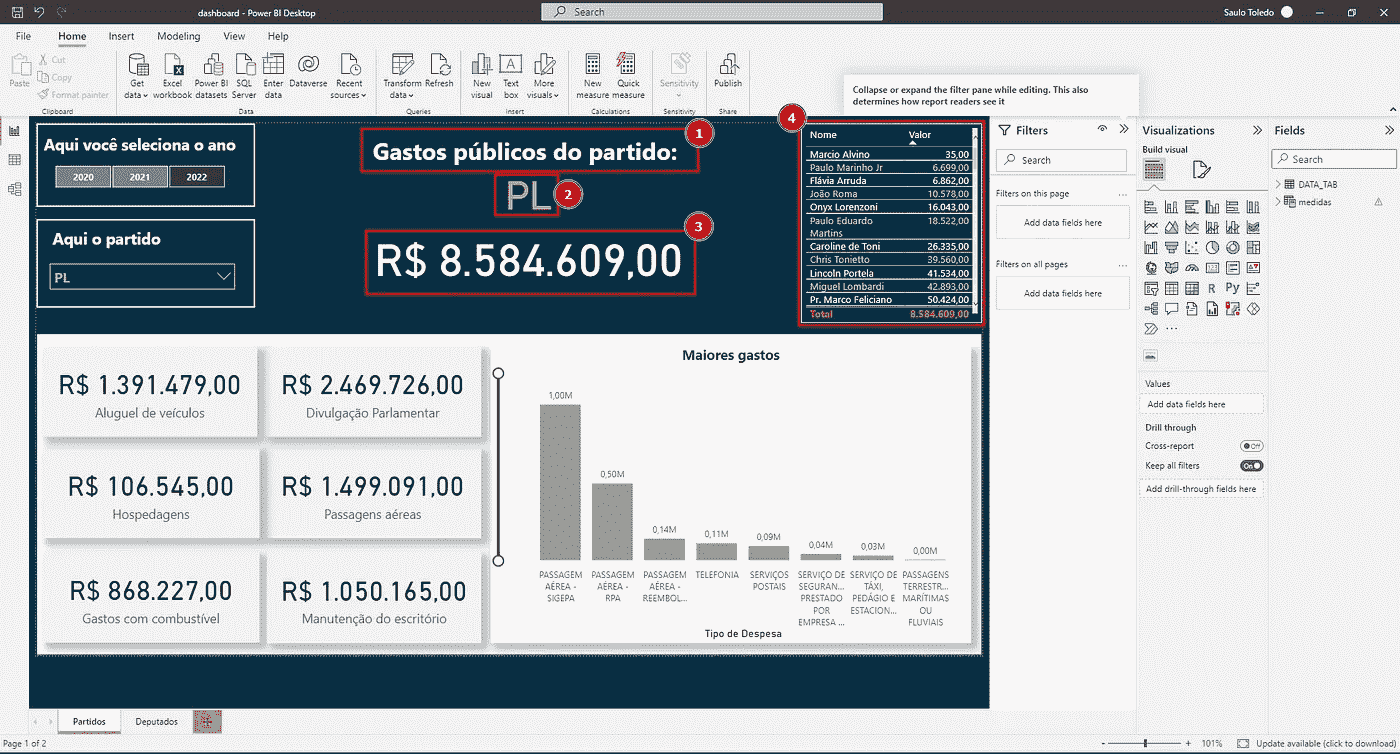 dashboard - Power BI Desktop
Search
Saulo Toledo
File Home Insert Modeling View Help
Paste
Cut
Copy
Format painter
Clipboard
Get data
Excel workbook
Power BI datasets
SQL Server
Enter data
Dataverse
Recent sources
Data
Transform data
Refresh
Queries
New visual
Text box
More visuals
Insert
New measure
Quick measure
Calculations
Sensitivity
Sensitivity
Publish
Share
Collapse or expand the filter pane while editing. This also
determines how report readers see it
Aqui você seleciona o ano
2020 2021 2022
Aqui o partido
PL
Gastos públicos do partido:
1
PL
2
R$ 8.584.609,00
3
4
Nome Valor
Marcio Alvino 35,00
Paulo Marinho Jr 6.699,00
Flávia Arruda 6.862,00
João Roma 10.578,00
Onyx Lorenzoni 16.043,00
Paulo Eduardo 18.522,00
Martins
Caroline de Toni 26.335,00
Chris Tonietto 39.560,00
Lincoln Portela 41.534,00
Miguel Lombardi 42.893,00
Pr. Marco Feliciano 50.424,00
Total 8.584.609,00
R$ 1.391.479,00
Aluguel de veículos
R$ 2.469.726,00
Divulgação Parlamentar
R$ 106.545,00
Hospedagens
R$ 1.499.091,00
Passagens aéreas
R$ 868.227,00
Gastos com combustível
R$ 1.050.165,00
Manutenção do escritório
Maiores gastos
1,00M
0,50M
0,14M
0,11M
0,09M
0,04M
0,03M
0,00M
PASSAGEM
AÉREA -
SIGEPA
PASSAGEM
AÉREA -
RPA
PASSAGEM
AÉREA -
REEMBOL...
TELEFONIA
SERVIÇOS
POSTAIS
SERVIÇO DE
SEGURAN...
PRESTADO
POR
EMPRESA ...
SERVIÇO DE
TÁXI,
PEDÁGIO E
ESTACION...
PASSAGENS
TERRESTR...
MARÍTIMAS
OU
FLUVIAIS
Tipo de Despesa
Filters
Search
Filters on this page ...
Add data fields here
Filters on all pages ...
Add data fields here
Visualizations
Build visual
R Py
...
Values
Add data fields here
Drill through
Cross-report Off
Keep all filters On
Add drill-through fields here
Fields
Search
DATA_TAB
medidas
Partidos Deputados
Page 1 of 2
- + 101%
Update available (click to download)